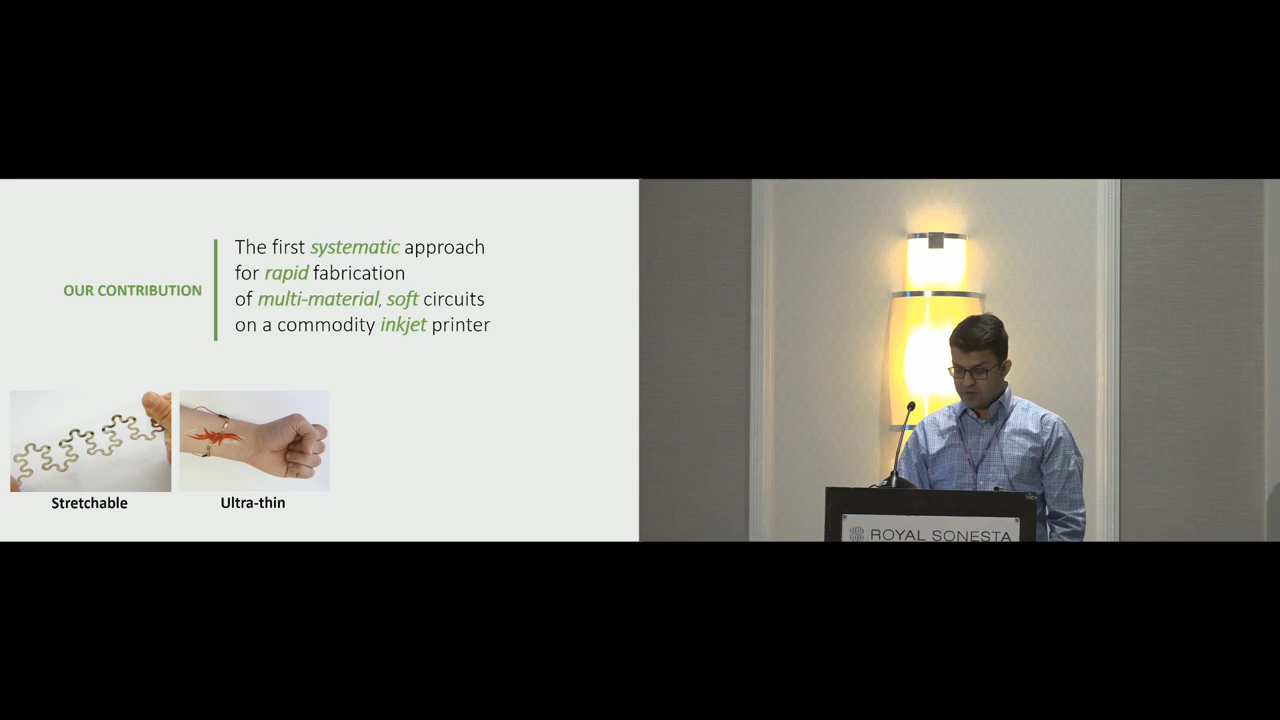 OUR CONTRIBUTION
The first systematic approach
for rapid fabrication
of multi-material, soft circuits
on a commodity inkjet printer
Stretchable
Ultra-thin
ROYAL SONESTA